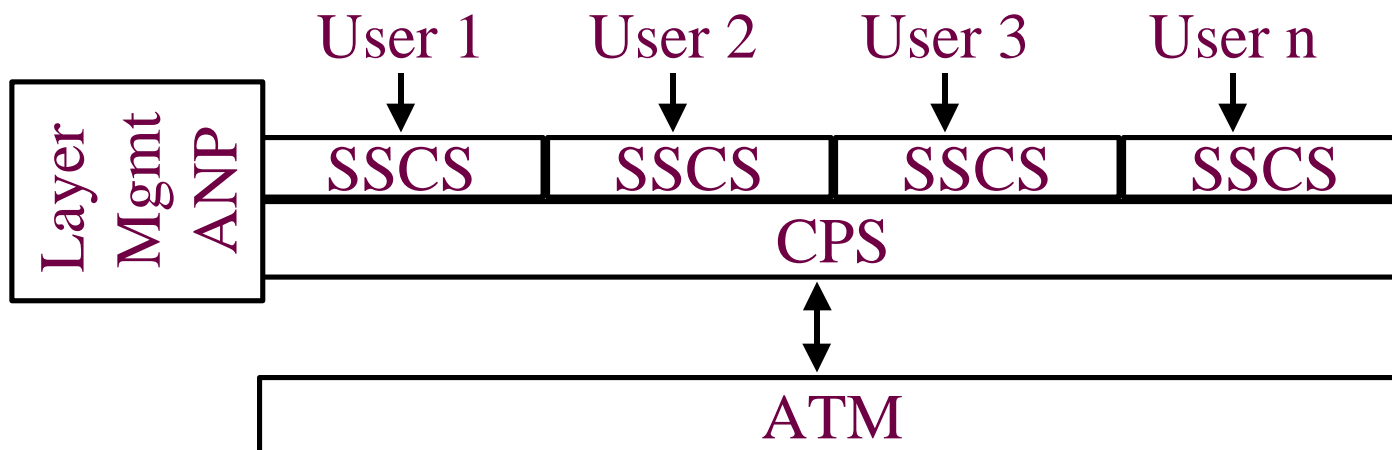 User 1 User 2 User 3 User n
Layer
Mgmt
ANP
SSCS SSCS SSCS SSCS
CPS
ATM